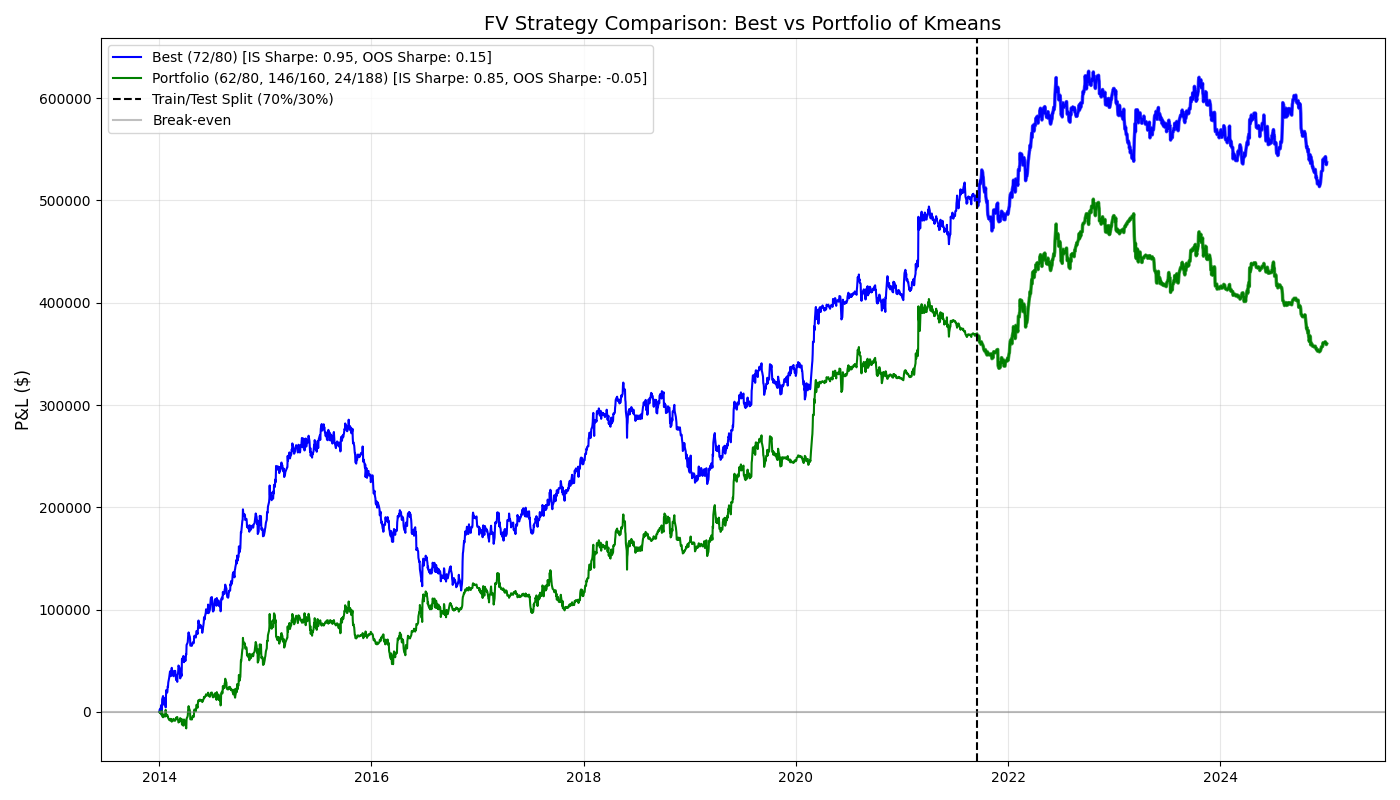 FV Strategy Comparison: Best vs Portfolio of Kmeans
Best (72/80) [IS Sharpe: 0.95, OOS Sharpe: 0.15]
Portfolio (62/80, 146/160, 24/188) [IS Sharpe: 0.85, OOS Sharpe: -0.05]
Train/Test Split (70%/30%)
Break-even
P&L ($)
600000
500000
400000
300000
200000
100000
0
2014
2016
2018
2020
2022
2024